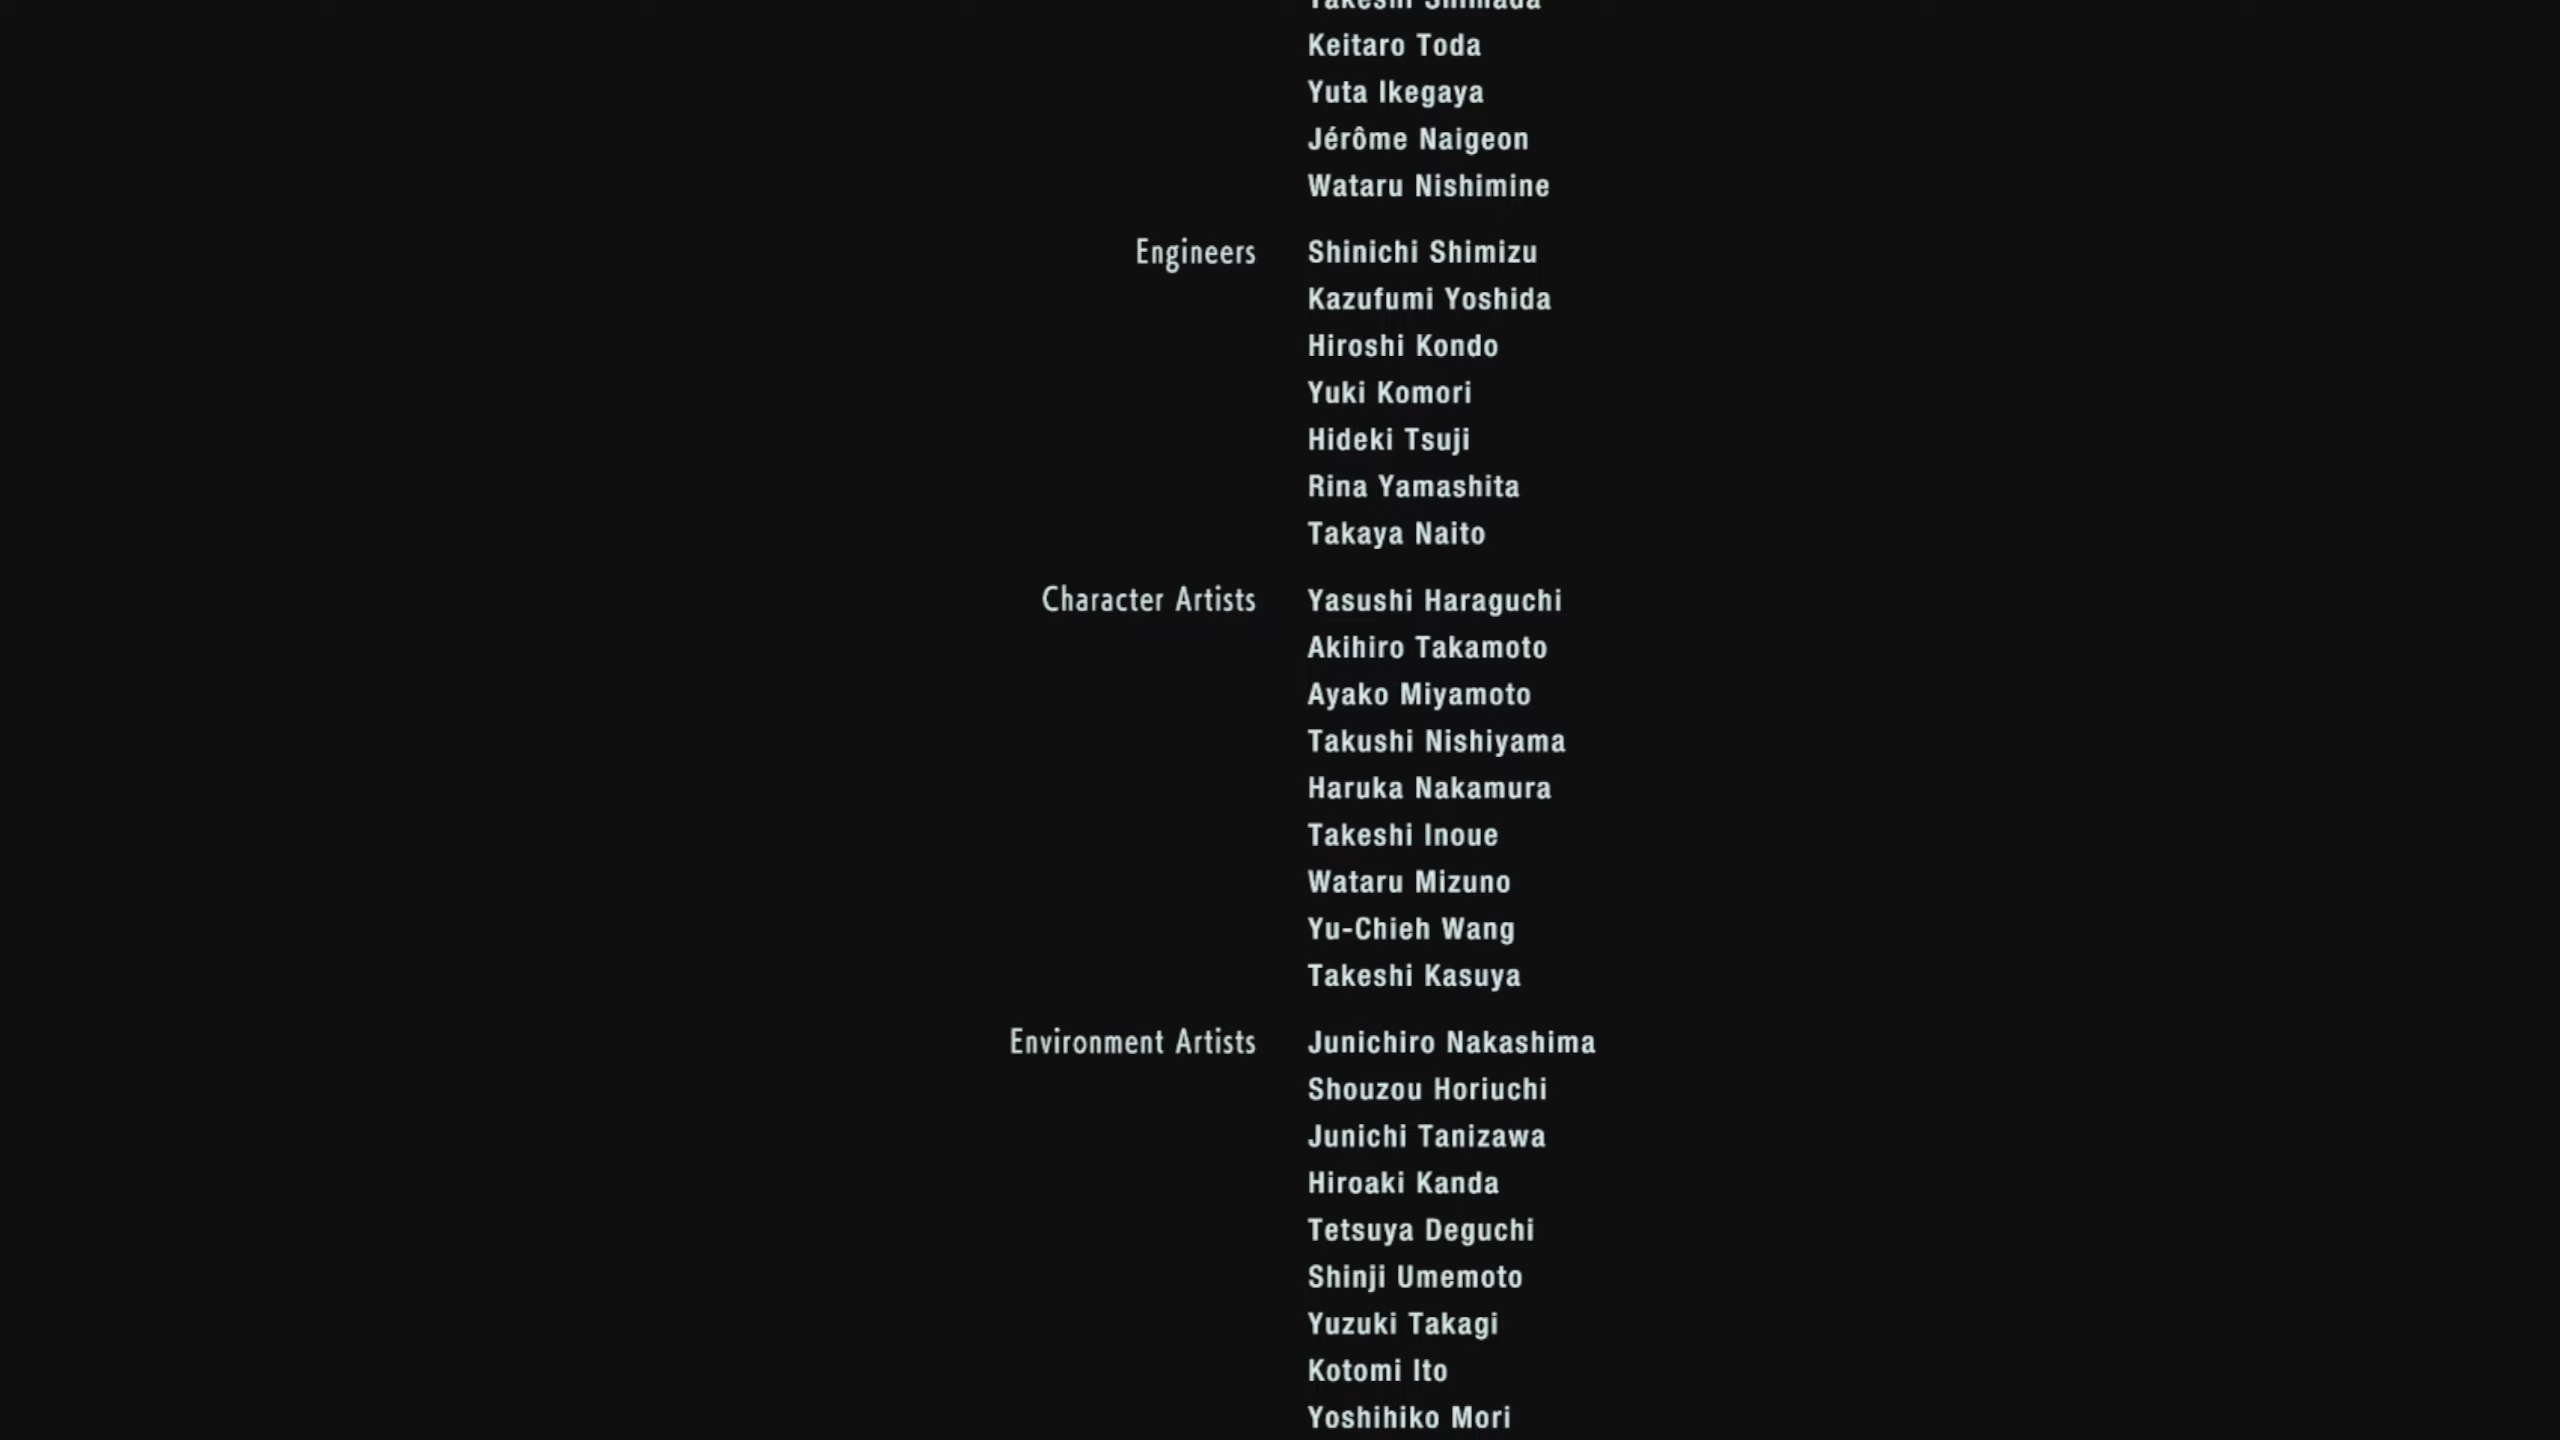 Takeshi Shimada
Keitaro Toda
Yuta Ikegaya
Jérôme Naigeon
Wataru Nishimine
Engineers Shinichi Shimizu
Kazufumi Yoshida
Hiroshi Kondo
Yuki Komori
Hideki Tsuji
Rina Yamashita
Takaya Naito
Character Artists Yasushi Haraguchi
Akihiro Takamoto
Ayako Miyamoto
Takushi Nishiyama
Haruka Nakamura
Takeshi Inoue
Wataru Mizuno
Yu-Chieh Wang
Takeshi Kasuya
Environment Artists Junichiro Nakashima
Shouzou Horiuchi
Junichi Tanizawa
Hiroaki Kanda
Tetsuya Deguchi
Shinji Umemoto
Yuzuki Takagi
Kotomi Ito
Yoshihiko Mori